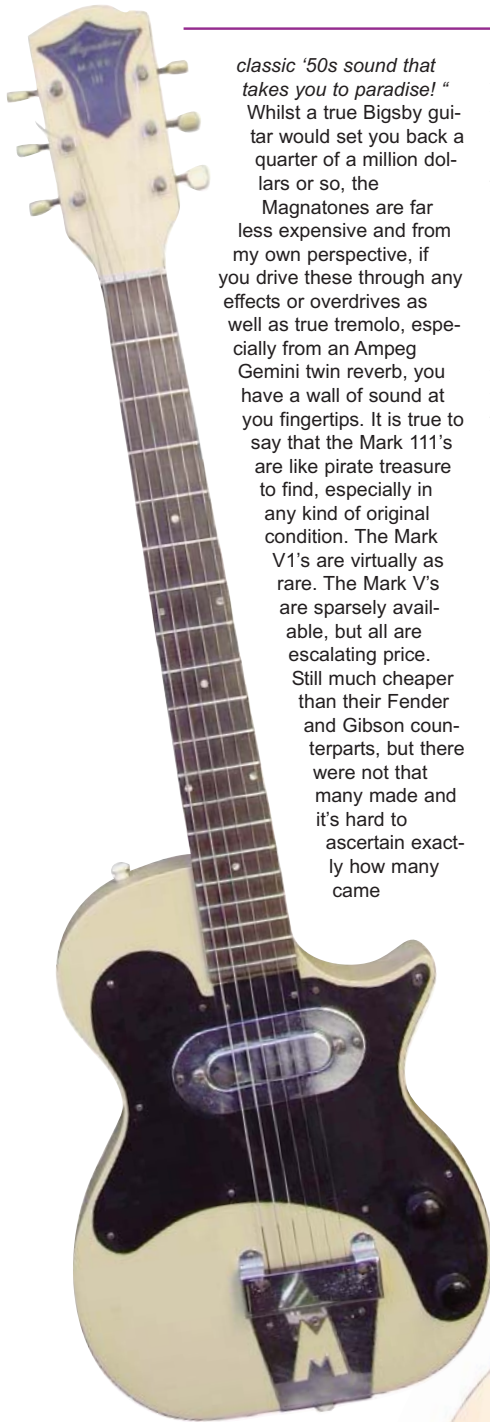 Magnatone
MARK
III
classic ‘50s sound that
takes you to paradise! “
Whilst a true Bigsby gui-
tar would set you back a
quarter of a million dol-
lars or so, the
Magnatones are far
less expensive and from
my own perspective, if
you drive these through any
effects or overdrives as
well as true tremolo, espe-
cially from an Ampeg
Gemini twin reverb, you
have a wall of sound at
you fingertips. It is true to
say that the Mark 111's
are like pirate treasure
to find, especially in
any kind of original
condition. The Mark
V1's are virtually as
rare. The Mark V's
are sparsely avail-
able, but all are
escalating price.
Still much cheaper
than their Fender
and Gibson coun-
terparts, but there
were not that
many made and
it's hard to
ascertain exact-
ly how many
came
M